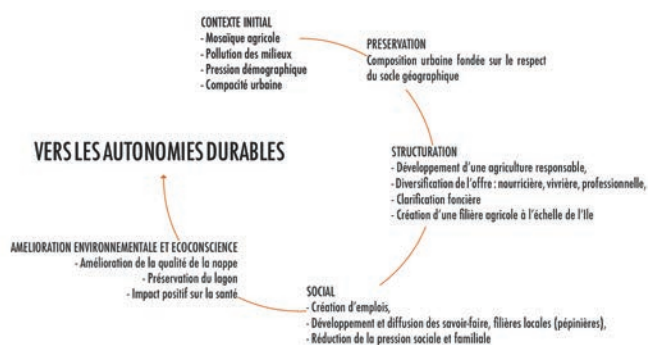 CONTEXTE INITIAL
- Mosaïque agricole
- Pollution des milieux
- Pression démographique
- Compacité urbaine
PRESERVATION
Composition urbaine fondée sur le respect
du socle géographique
STRUCTURATION
- Développement d'une agriculture responsable,
- Diversification de l'offre : nourricière, vivrière, professionnelle,
- Clarification foncière
- Création d'une filière agricole à l'échelle de l'Ile
SOCIAL
- Création d'emplois,
- Développement et diffusion des savoir-faire, filières locales (pépinières),
- Réduction de la pression sociale et familiale
AMELIORATION ENVIRONNEMENTALE ET ECOCONSCIENCE
- Amélioration de la qualité de la nappe
- Préservation du lagon
- Impact positif sur la santé
VERS LES AUTONOMIES DURABLES